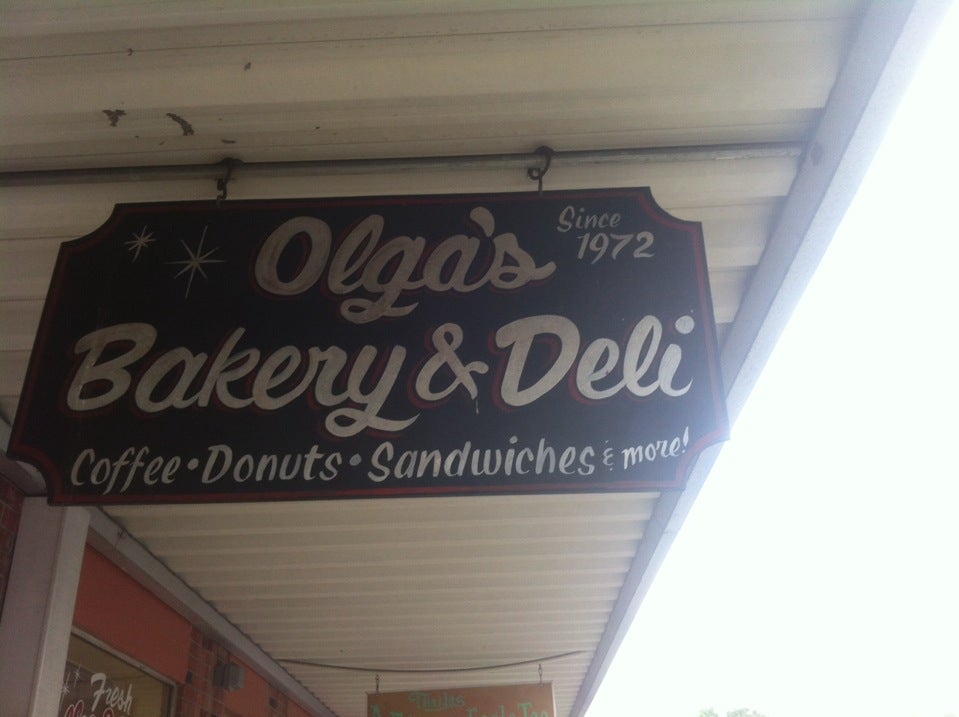 Olga's
Since
1972
Bakery & Deli
Coffee • Donuts • Sandwiches & more!
Fresh